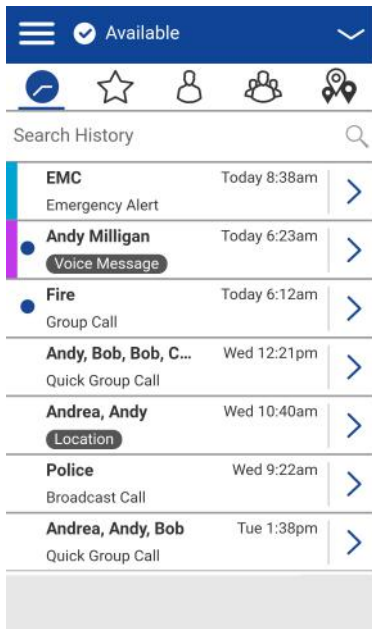 Available
Search History
EMC Today 8:38am
Emergency Alert
Andy Milligan Today 6:23am
Voice Message
Fire Today 6:12am
Group Call
Andy, Bob, Bob, C... Wed 12:21pm
Quick Group Call
Andrea, Andy Wed 10:40am
Location
Police Wed 9:22am
Broadcast Call
Andrea, Andy, Bob Tue 1:38pm
Quick Group Call